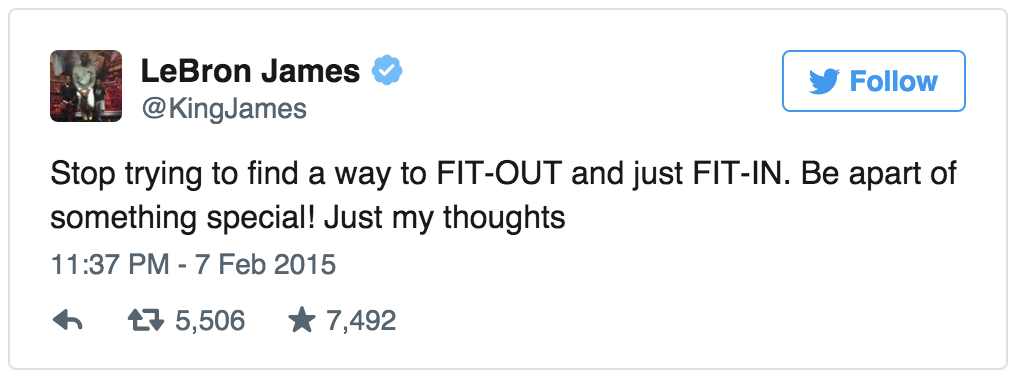 LeBron James
@KingJames
Follow
Stop trying to find a way to FIT-OUT and just FIT-IN. Be apart of
something special! Just my thoughts
11:37 PM - 7 Feb 2015
5,506 7,492